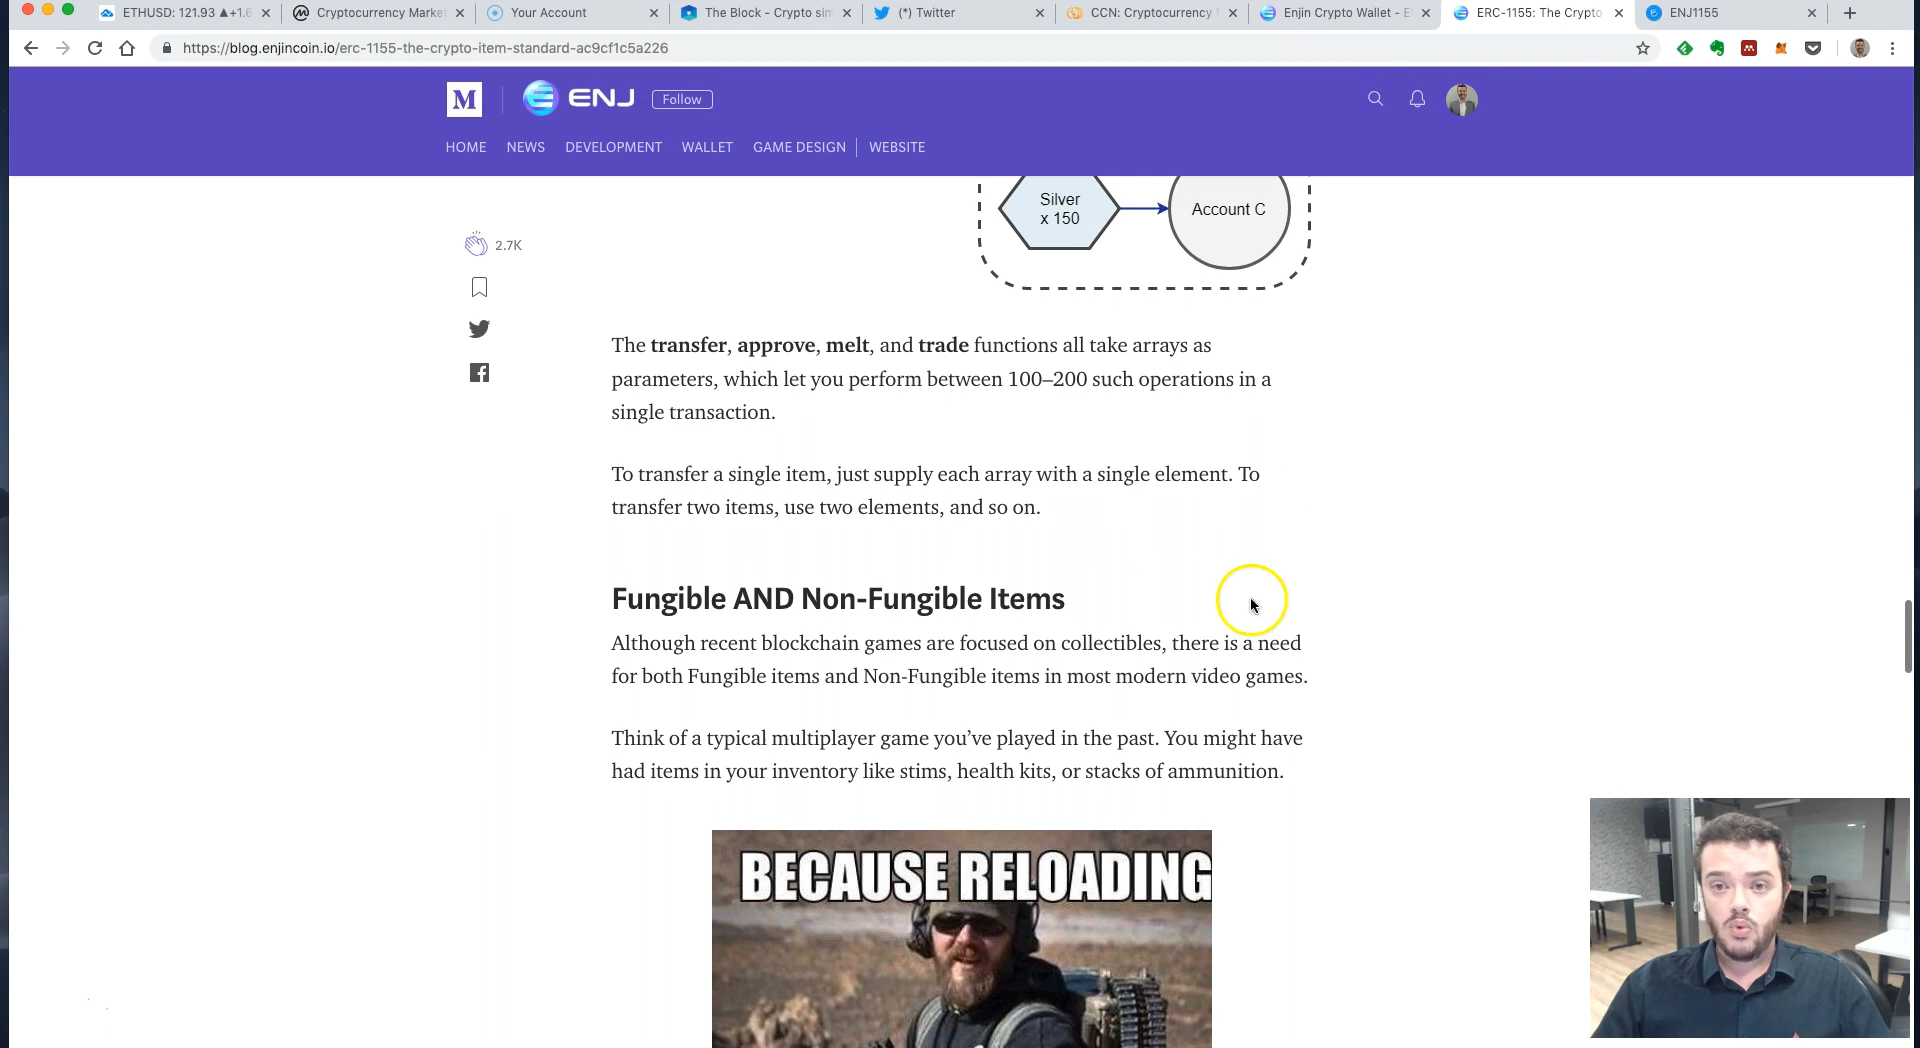 ETHUSD: 121.93 ▲+1.6
Cryptocurrency Marke
Your Account
The Block - Crypto sim
(*) Twitter
CCN: Cryptocurrency
Enjin Crypto Wallet - E
ERC-1155: The Crypto
ENJ1155
https://blog.enjincoin.io/erc-1155-the-crypto-item-standard-ac9cf1c5a226
M
ENJ
Follow
HOME NEWS DEVELOPMENT WALLET GAME DESIGN WEBSITE
Silver
x 150
Account C
2.7K
The transfer, approve, melt, and trade functions all take arrays as
parameters, which let you perform between 100–200 such operations in a
single transaction.
To transfer a single item, just supply each array with a single element. To
transfer two items, use two elements, and so on.
Fungible AND Non-Fungible Items
Although recent blockchain games are focused on collectibles, there is a need
for both Fungible items and Non-Fungible items in most modern video games.
Think of a typical multiplayer game you’ve played in the past. You might have
had items in your inventory like stims, health kits, or stacks of ammunition.
BECAUSE RELOADING